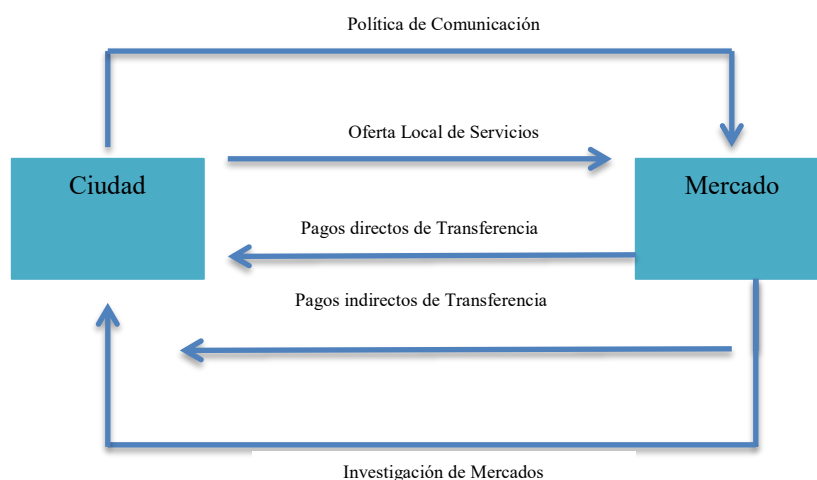 Política de Comunicación
Oferta Local de Servicios
Ciudad
Mercado
Pagos directos de Transferencia
Pagos indirectos de Transferencia
Investigación de Mercados